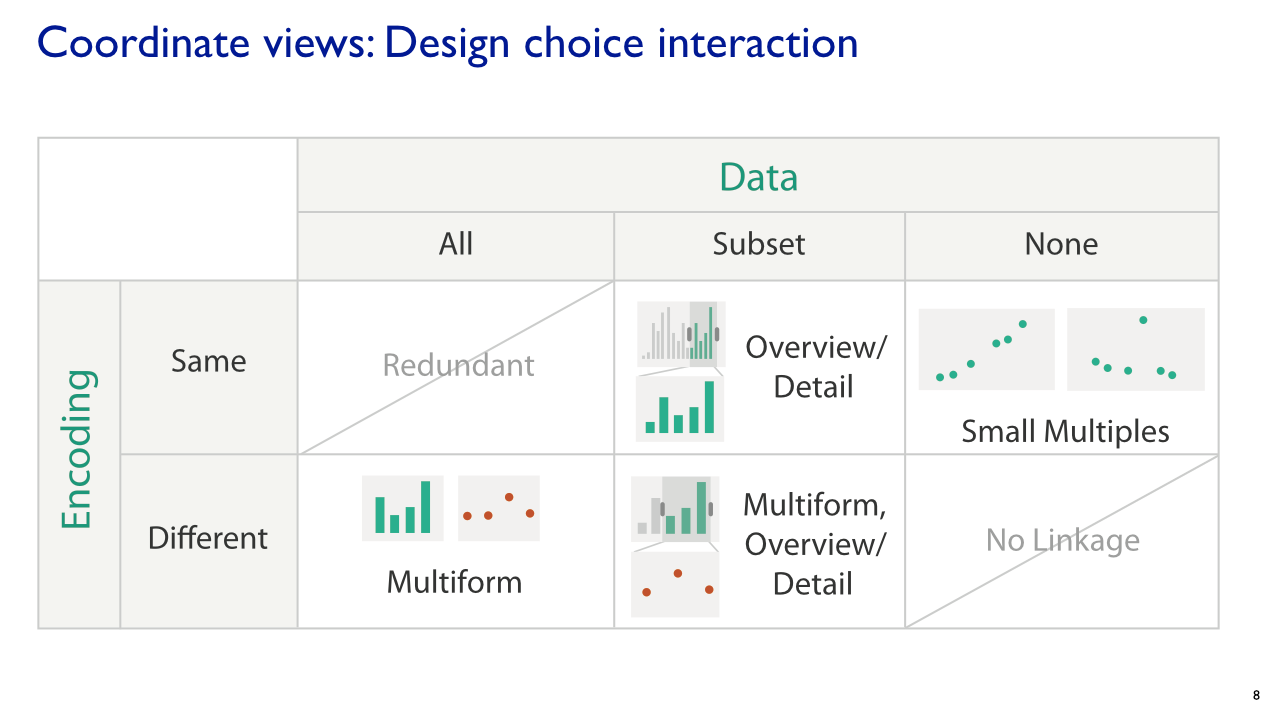 Coordinate views: Design choice interaction
Data
All
Subset
None
Encoding
Same
Redundant
Overview/
Detail
Small Multiples
Different
Multiform
Multiform,
Overview/
Detail
No Linkage
8